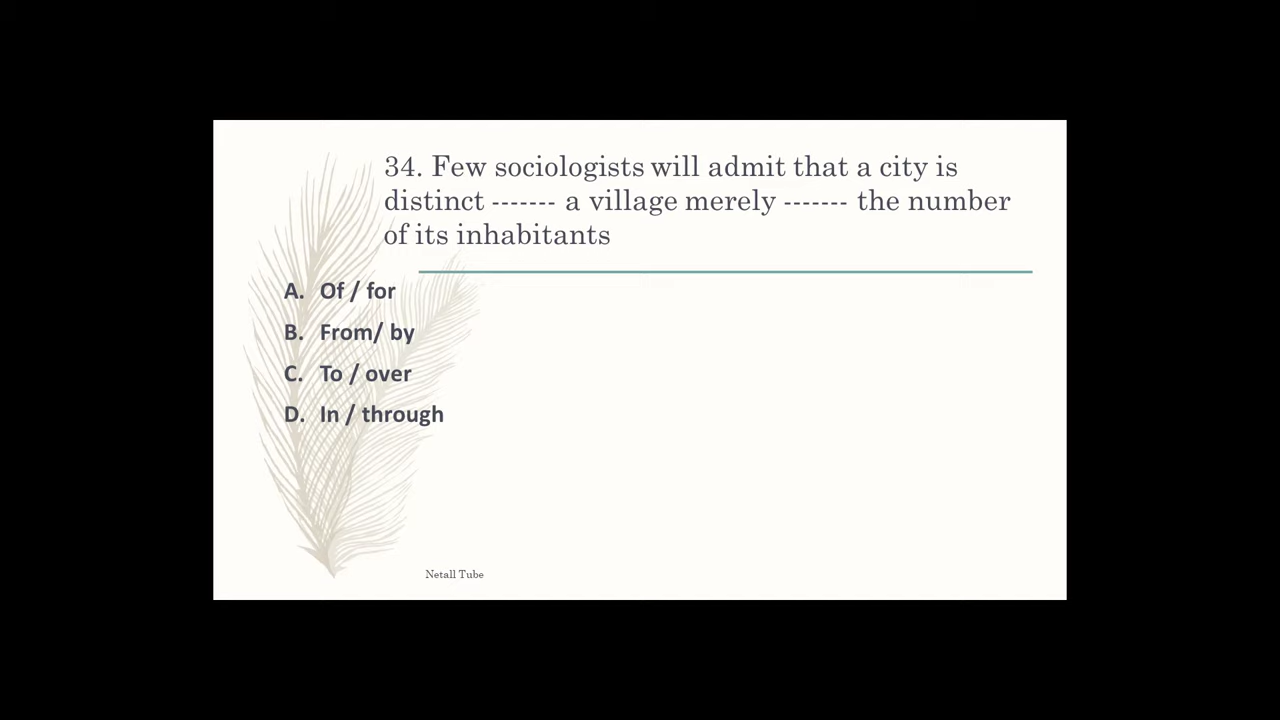 34. Few sociologists will admit that a city is
distinct ------- a village merely ------- the number
of its inhabitants
A. Of / for
B. From/ by
C. To / over
D. In / through
Netall Tube